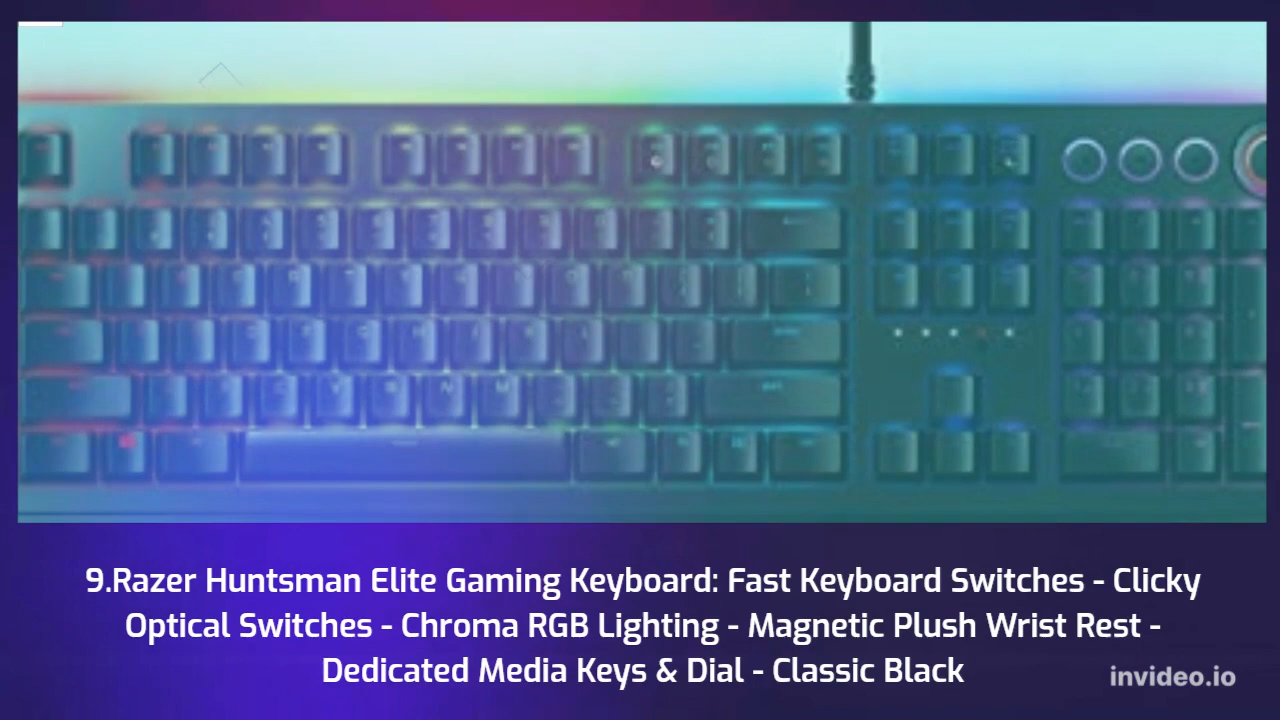 9.Razer Huntsman Elite Gaming Keyboard: Fast Keyboard Switches - Clicky
Optical Switches - Chroma RGB Lighting - Magnetic Plush Wrist Rest -
Dedicated Media Keys & Dial - Classic Black
invideo.io